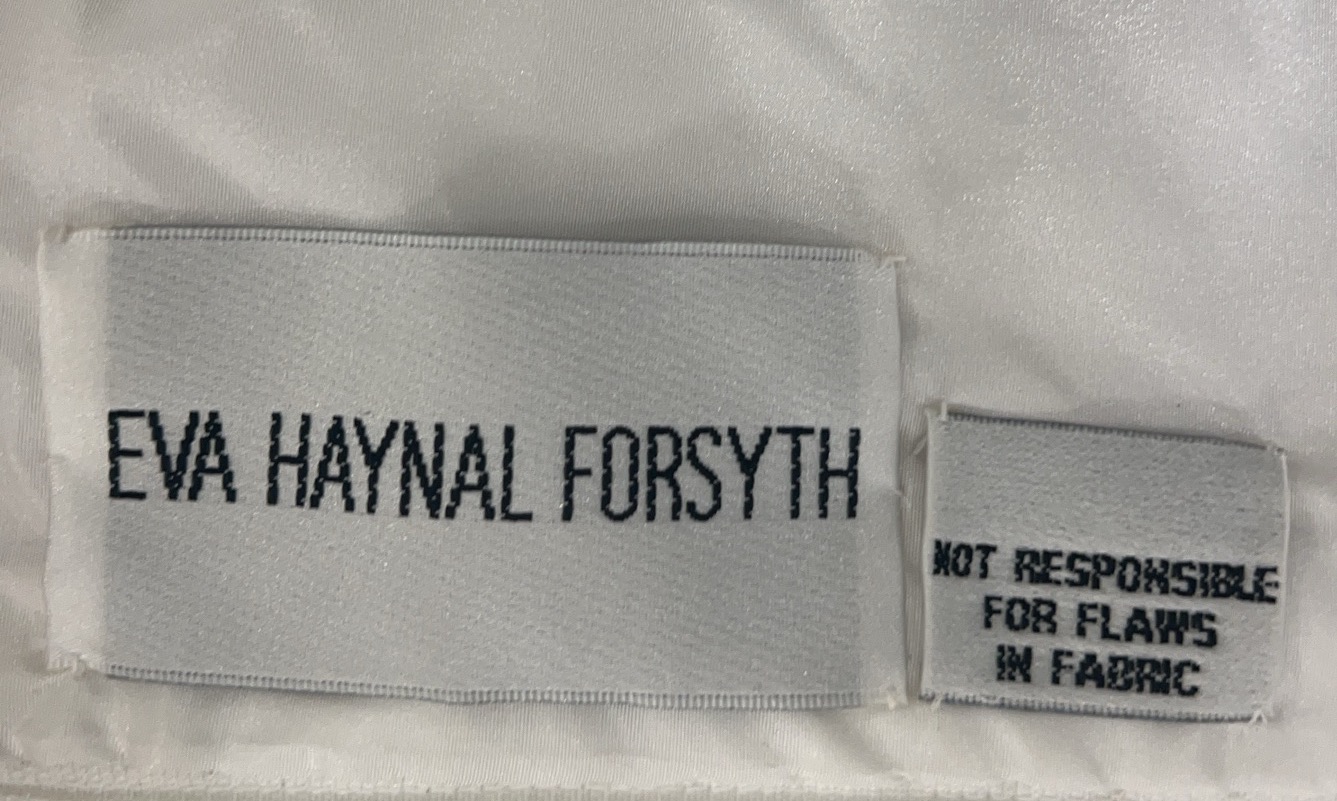 EVA HAYNAL FORSYTH
NOT RESPONSIBLE
FOR FLAWS
IN FABRIC